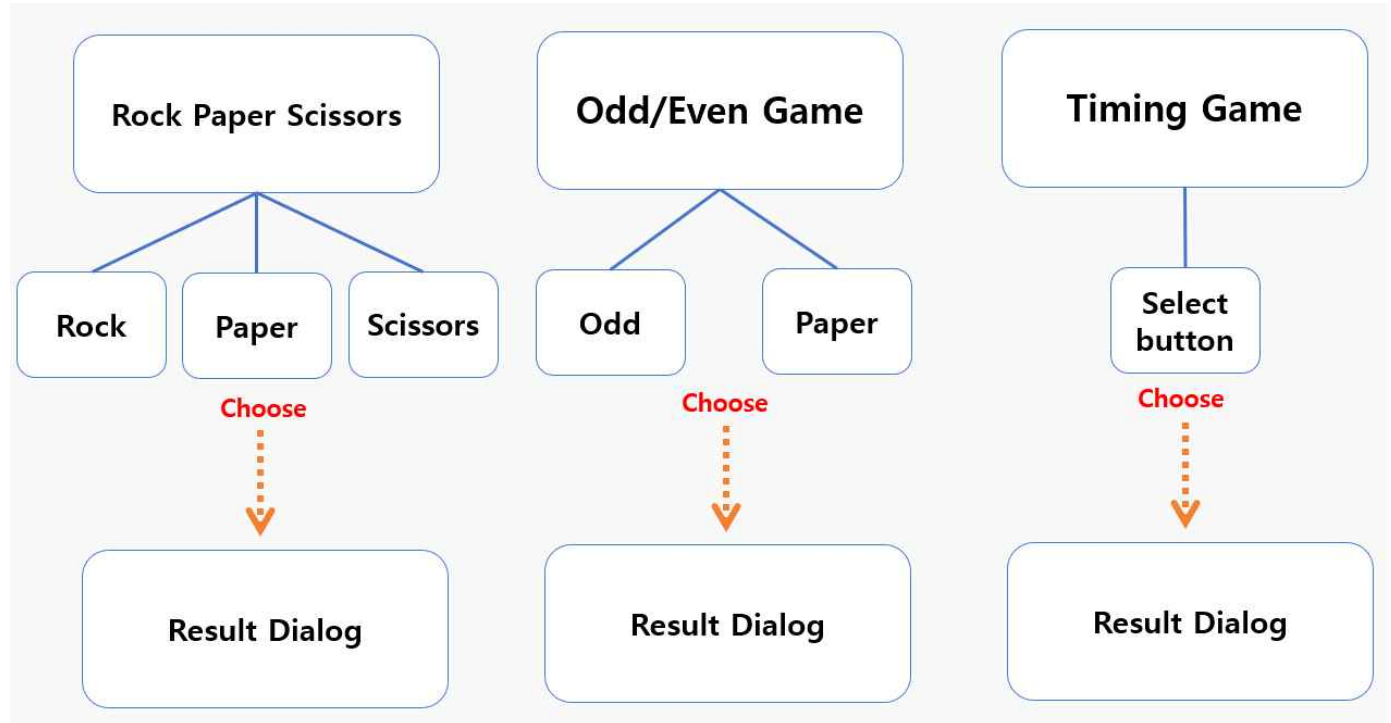 Rock Paper Scissors
Odd/Even Game
Timing Game
Rock
Paper
Scissors
Odd
Paper
Select
button
Choose
Choose
Choose
Result Dialog
Result Dialog
Result Dialog